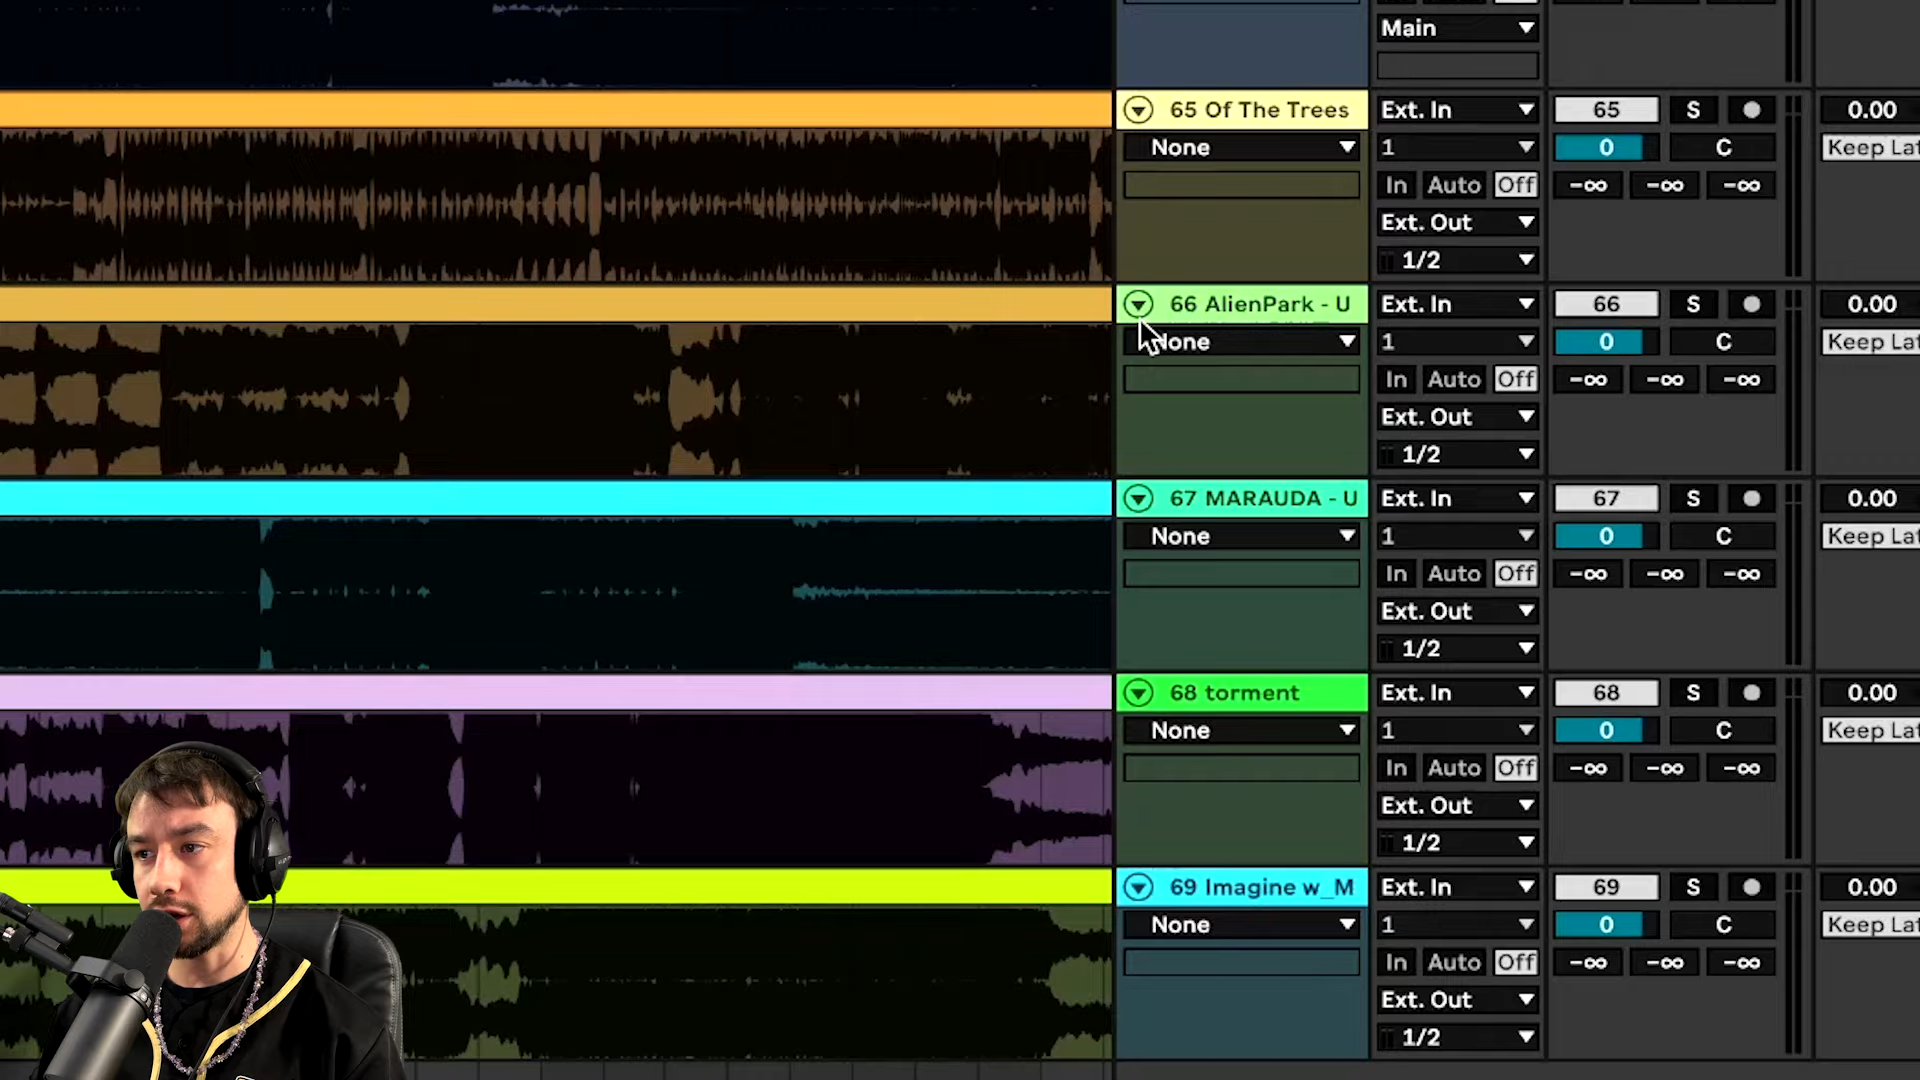 Main
65 Of The Trees Ext. In 65 S 0.00
None 1 0 C Keep Lat
In Auto Off -∞ -∞ -∞
Ext. Out
1/2
66 AlienPark - U Ext. In 66 S 0.00
None 1 0 C Keep Lat
In Auto Off -∞ -∞ -∞
Ext. Out
1/2
67 MARAUDA - U Ext. In 67 S 0.00
None 1 0 C Keep Lat
In Auto Off -∞ -∞ -∞
Ext. Out
1/2
68 torment Ext. In 68 S 0.00
None 1 0 C Keep Lat
In Auto Off -∞ -∞ -∞
Ext. Out
1/2
69 Imagine w_M Ext. In 69 S 0.00
None 1 0 C Keep Lat
In Auto Off -∞ -∞ -∞
Ext. Out
1/2